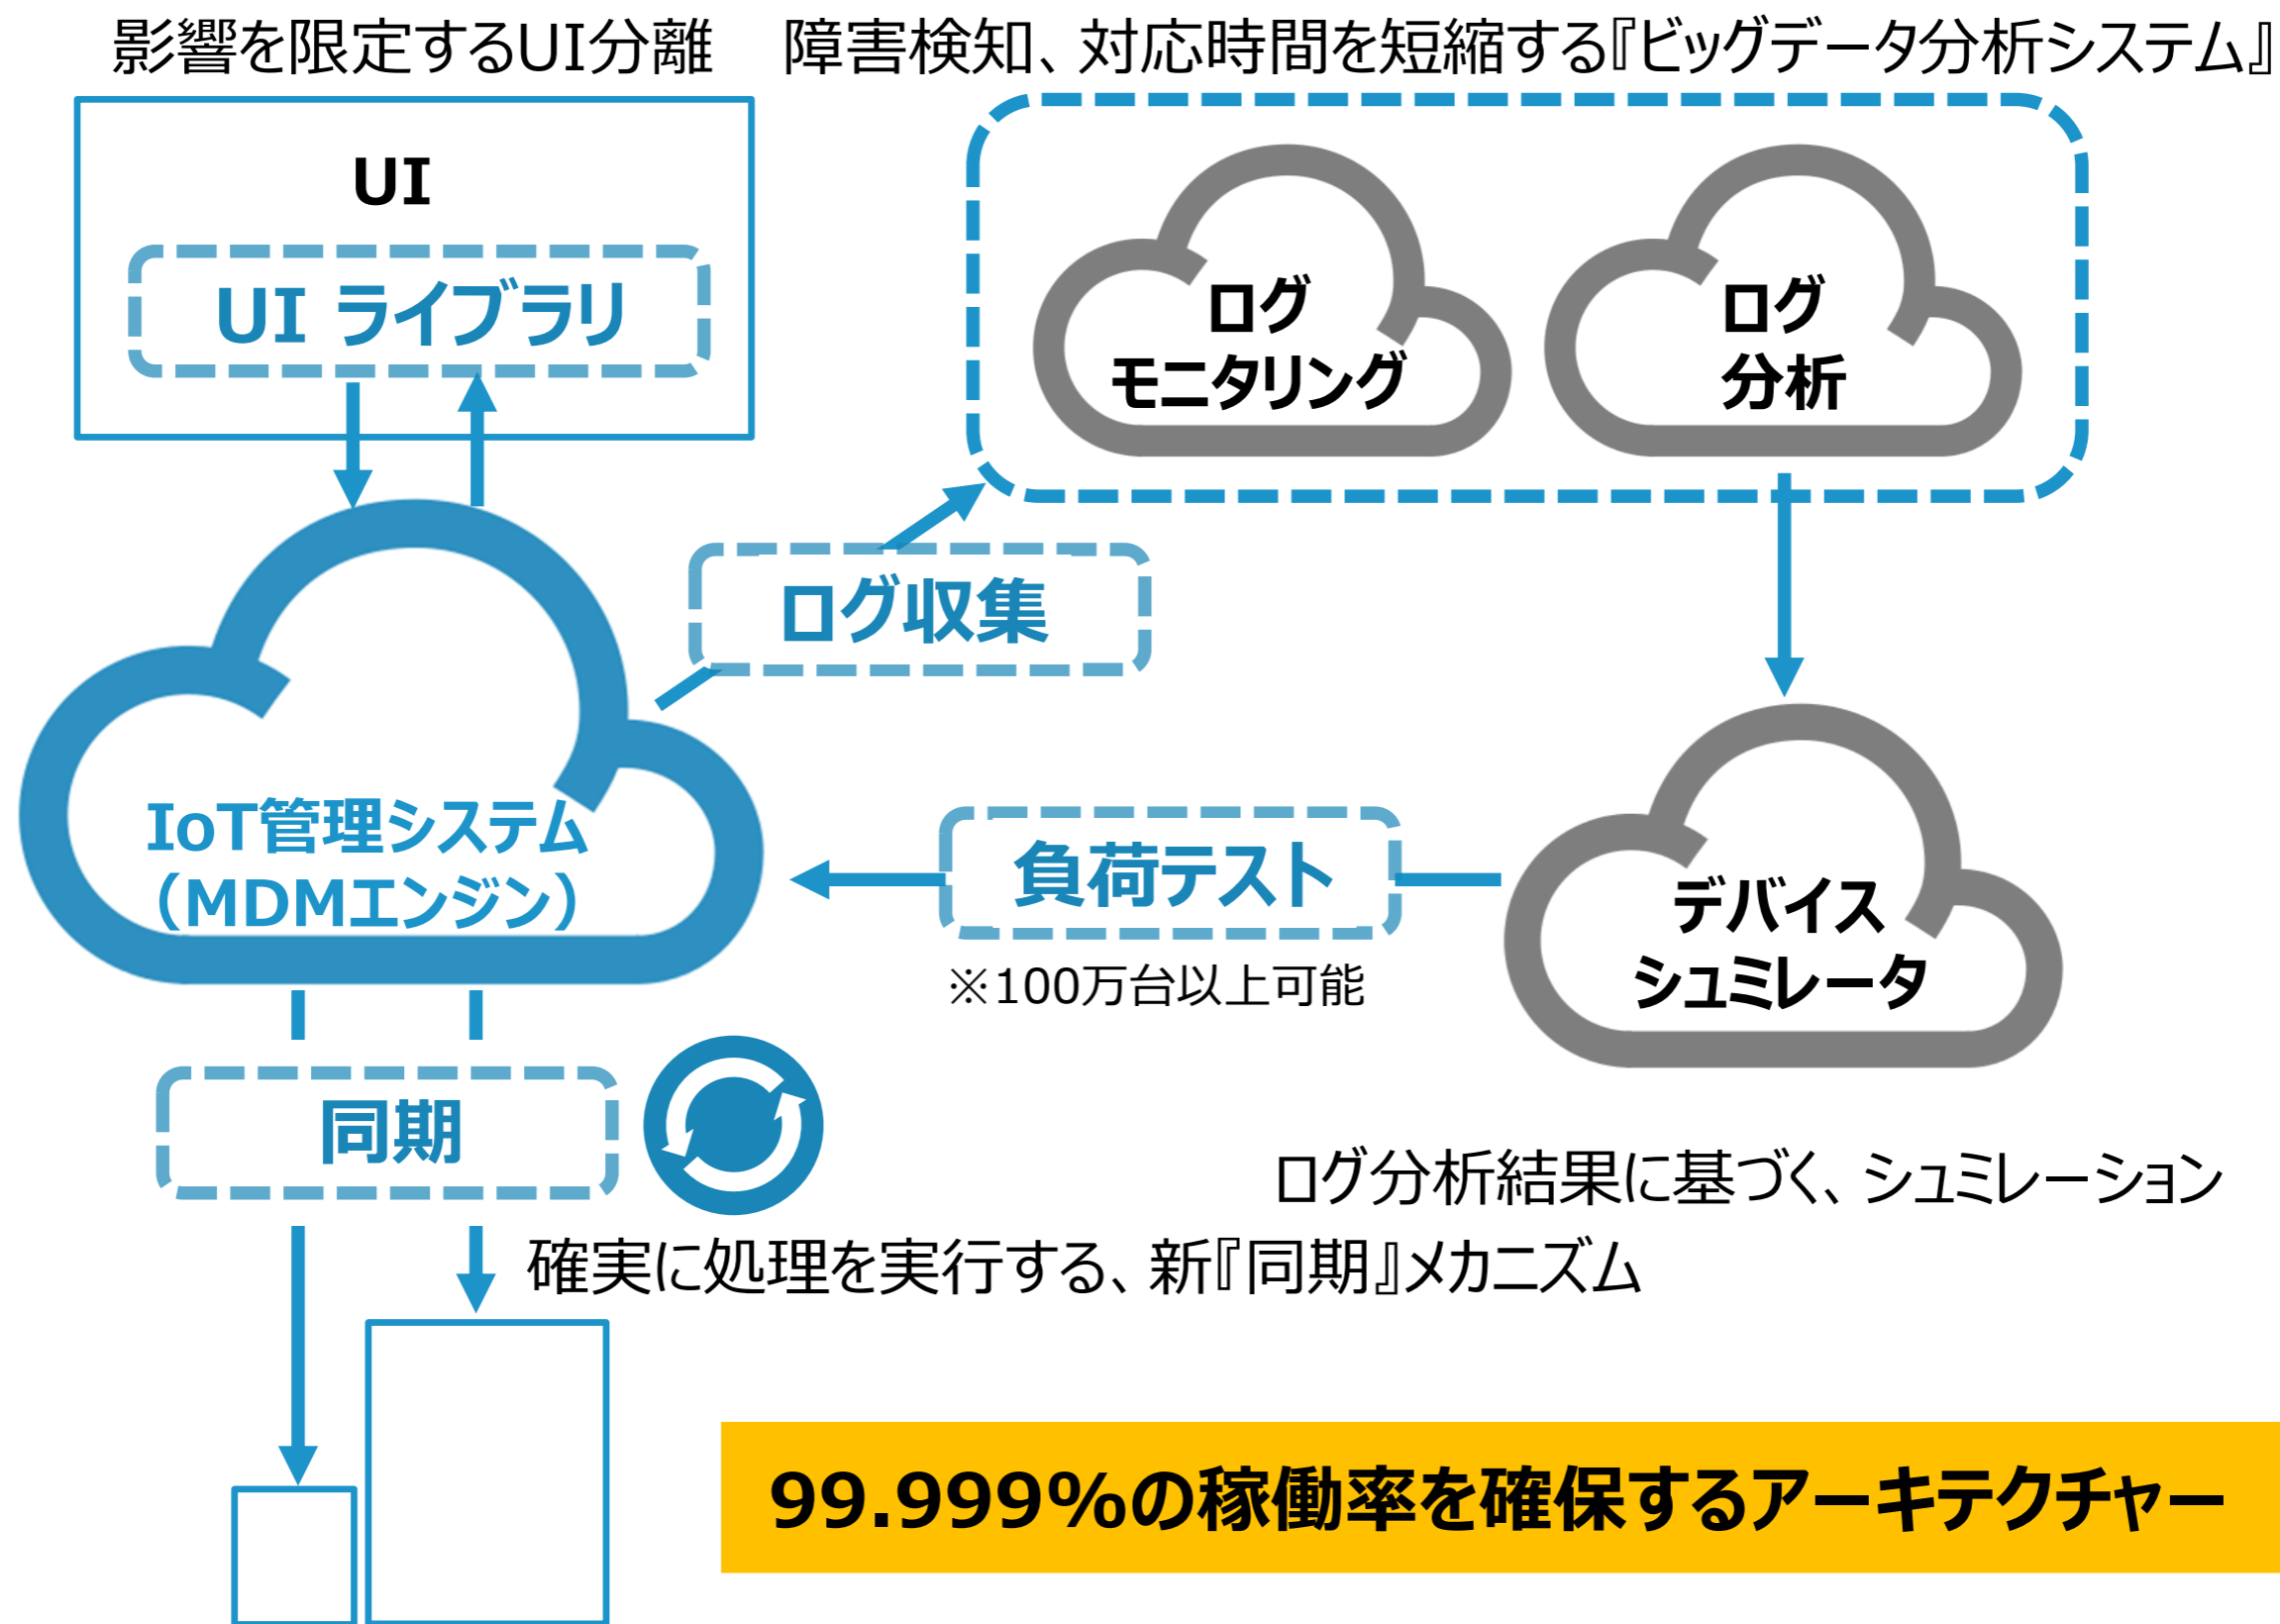 影響を限定するUI分離
障害検知、対応時間を短縮する『ビッグデータ分析システム』
UI
UI ライブラリ
ログ
モニタリング
ログ
分析
ログ収集
IoT管理システム
（MDMエンジン）
負荷テスト
※100万台以上可能
デバイス
シュミレータ
同期
ログ分析結果に基づく、シュミレーション
確実に処理を実行する、新『同期』メカニズム
99.999%の稼働率を確保するアーキテクチャー